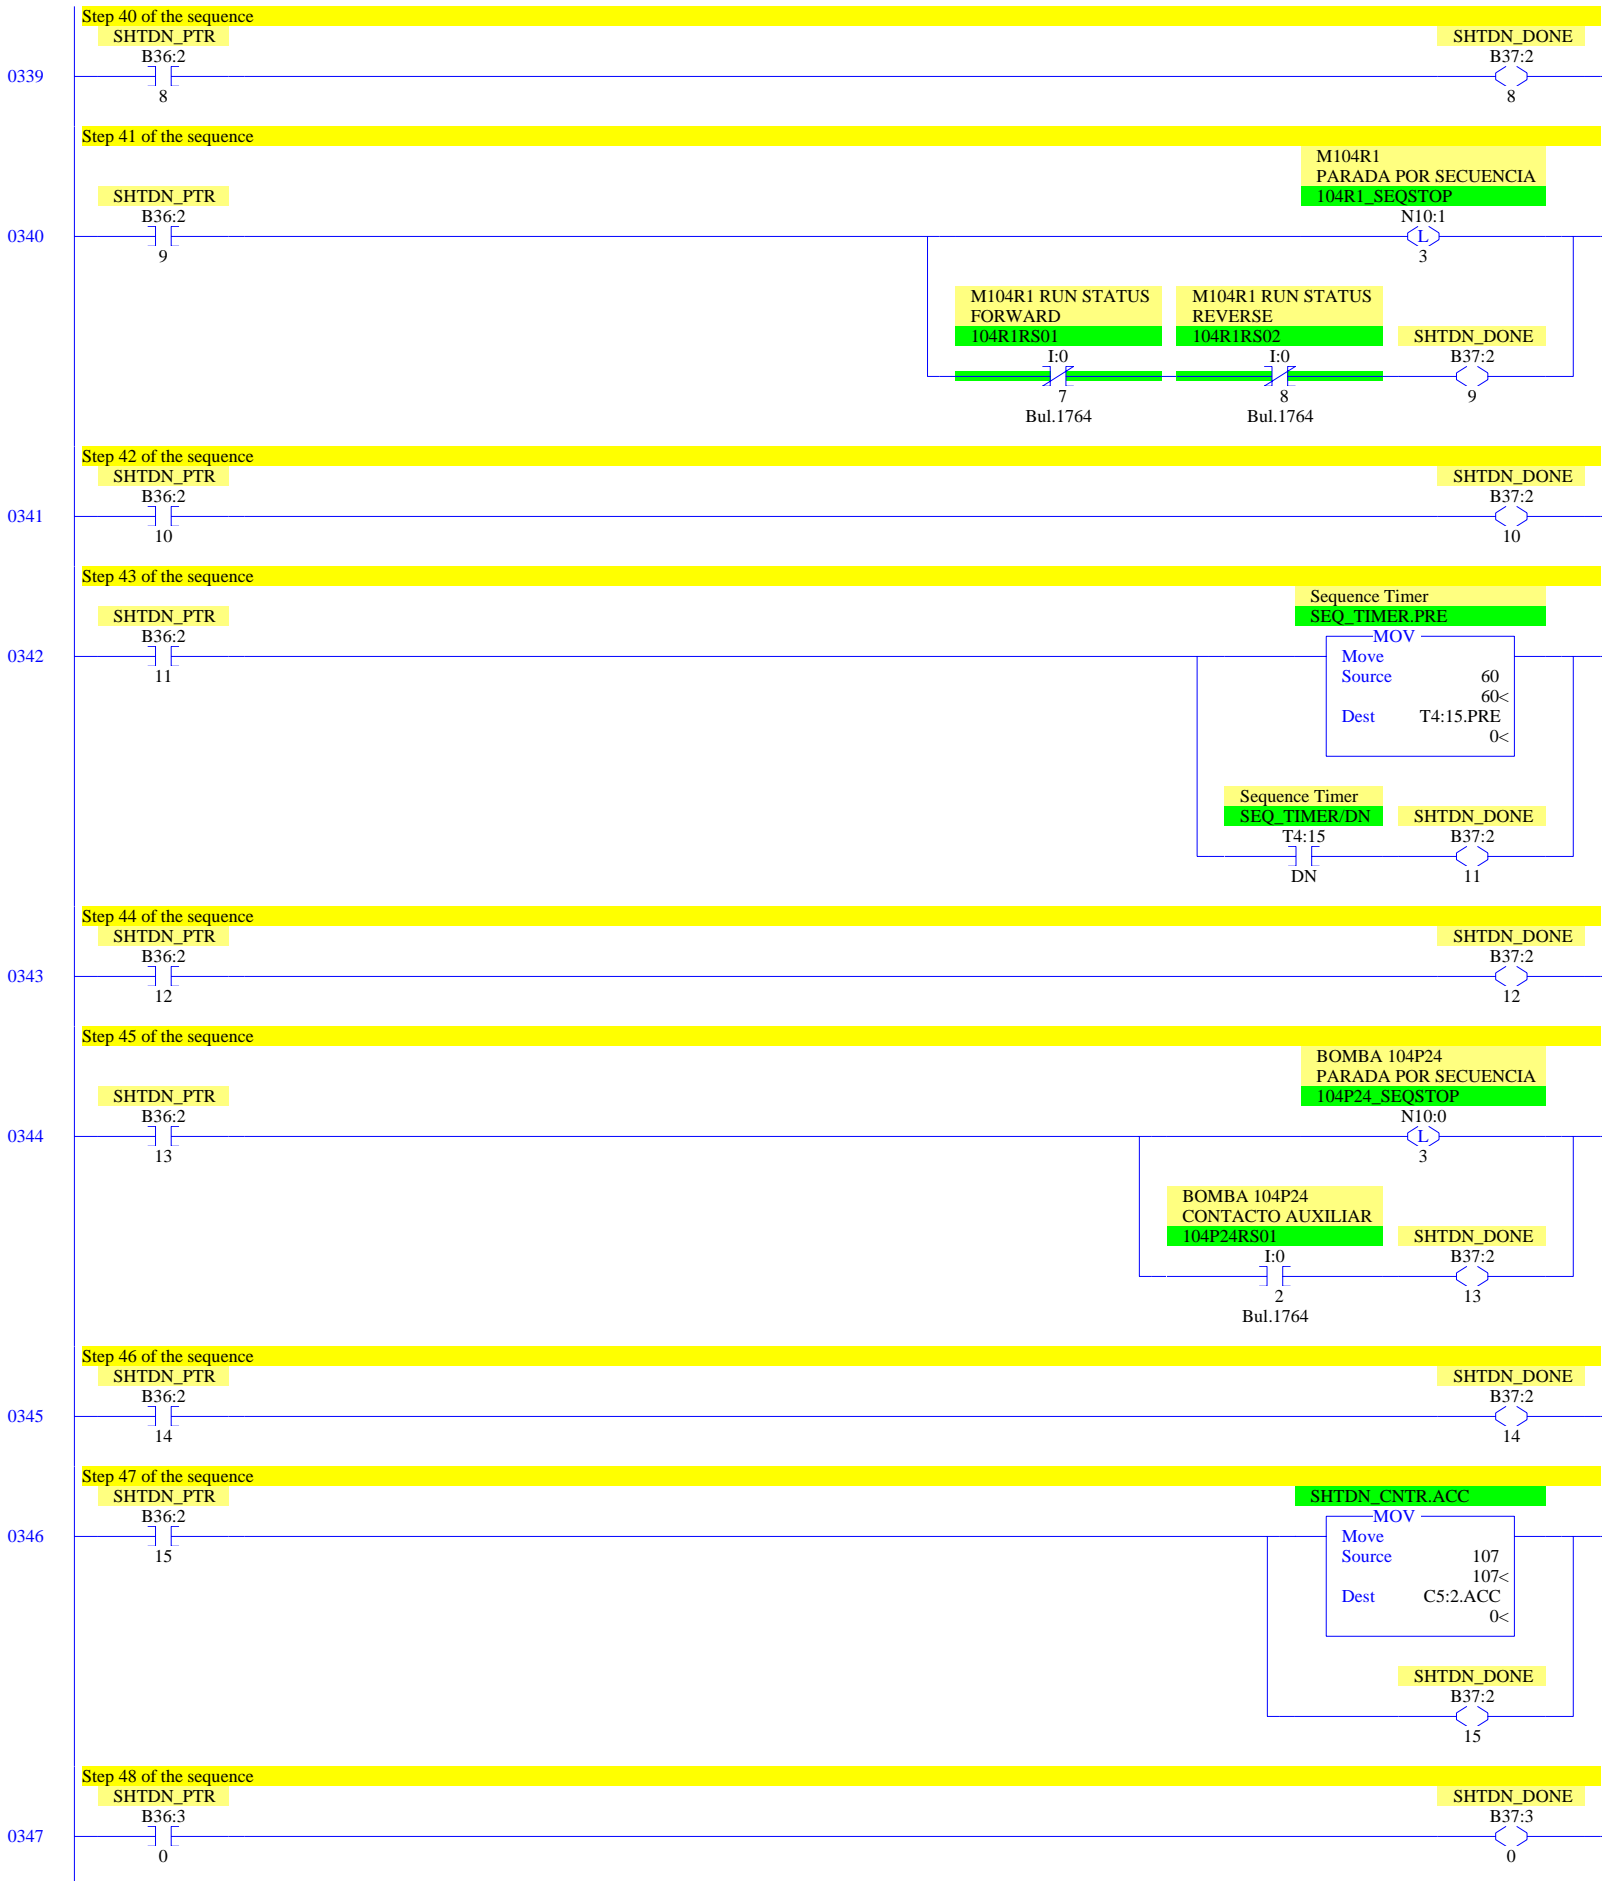 Step 40 of the sequence
SHTDN_PTR SHTDN_DONE
B36:2 B37:2
0339
8 8
Step 41 of the sequence
M104R1
PARADA POR SECUENCIA
SHTDN_PTR 104R1_SEQSTOP
B36:2 N10:1
0340 L
9 3
M104R1 RUN STATUS M104R1 RUN STATUS
FORWARD REVERSE
104R1RS01 104R1RS02 SHTDN_DONE
I:0 I:0 B37:2
7 8 9
Bul.1764 Bul.1764
Step 42 of the sequence
SHTDN_PTR SHTDN_DONE
B36:2 B37:2
0341
10 10
Step 43 of the sequence
Sequence Timer
SHTDN_PTR SEQ_TIMER.PRE
B36:2 MOV
0342 Move
11 Source 60
60<
Dest T4:15.PRE
0<
Sequence Timer
SEQ_TIMER/DN SHTDN_DONE
T4:15 B37:2
DN 11
Step 44 of the sequence
SHTDN_PTR SHTDN_DONE
B36:2 B37:2
0343
12 12
Step 45 of the sequence
BOMBA 104P24
PARADA POR SECUENCIA
SHTDN_PTR 104P24_SEQSTOP
B36:2 N10:0
0344 L
13 3
BOMBA 104P24
CONTACTO AUXILIAR
104P24RS01 SHTDN_DONE
I:0 B37:2
2 13
Bul.1764
Step 46 of the sequence
SHTDN_PTR SHTDN_DONE
B36:2 B37:2
0345
14 14
Step 47 of the sequence
SHTDN_PTR SHTDN_CNTR.ACC
B36:2 MOV
0346 Move
15 Source 107
107<
Dest C5:2.ACC
0<
SHTDN_DONE
B37:2
15
Step 48 of the sequence
SHTDN_PTR SHTDN_DONE
B36:3 B37:3
0347
0 0